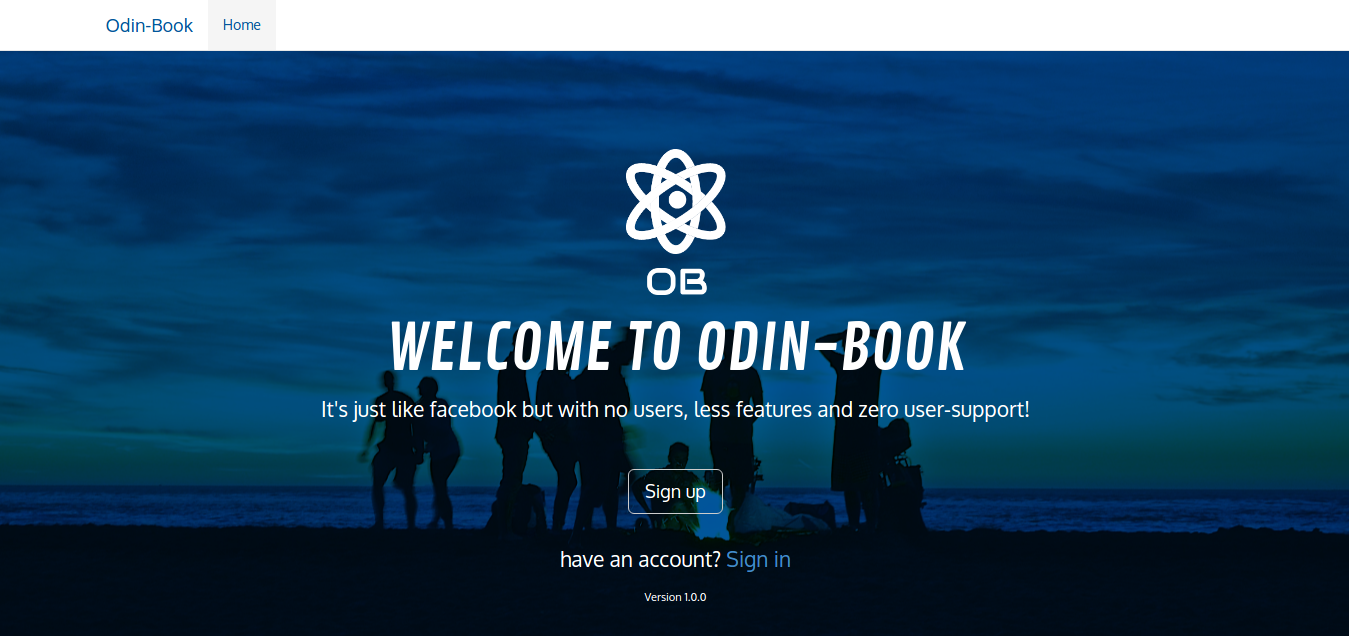 Odin-Book Home
OB
WELCOME TO ODIN-BOOK
It's just like facebook but with no users, less features and zero user-support!
Sign up
have an account? Sign in
Version 1.0.0